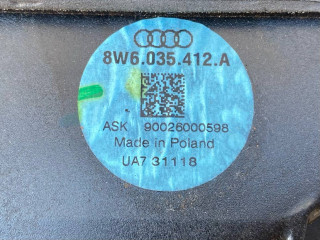 8W6.035.412.A
ASK 90026000598
Made in Poland
UA7 31118